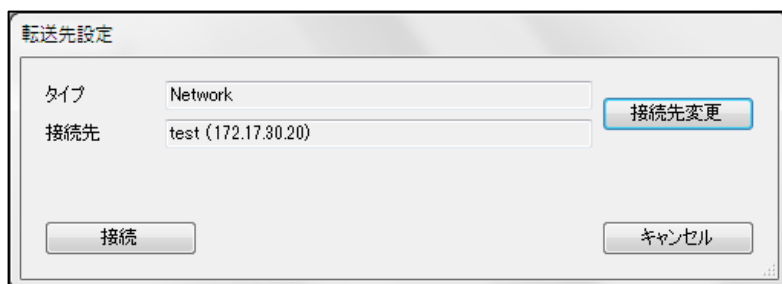 転送先設定
タイプ Network
接続先変更
接続先 test (172.17.30.20)
接続 キャンセル